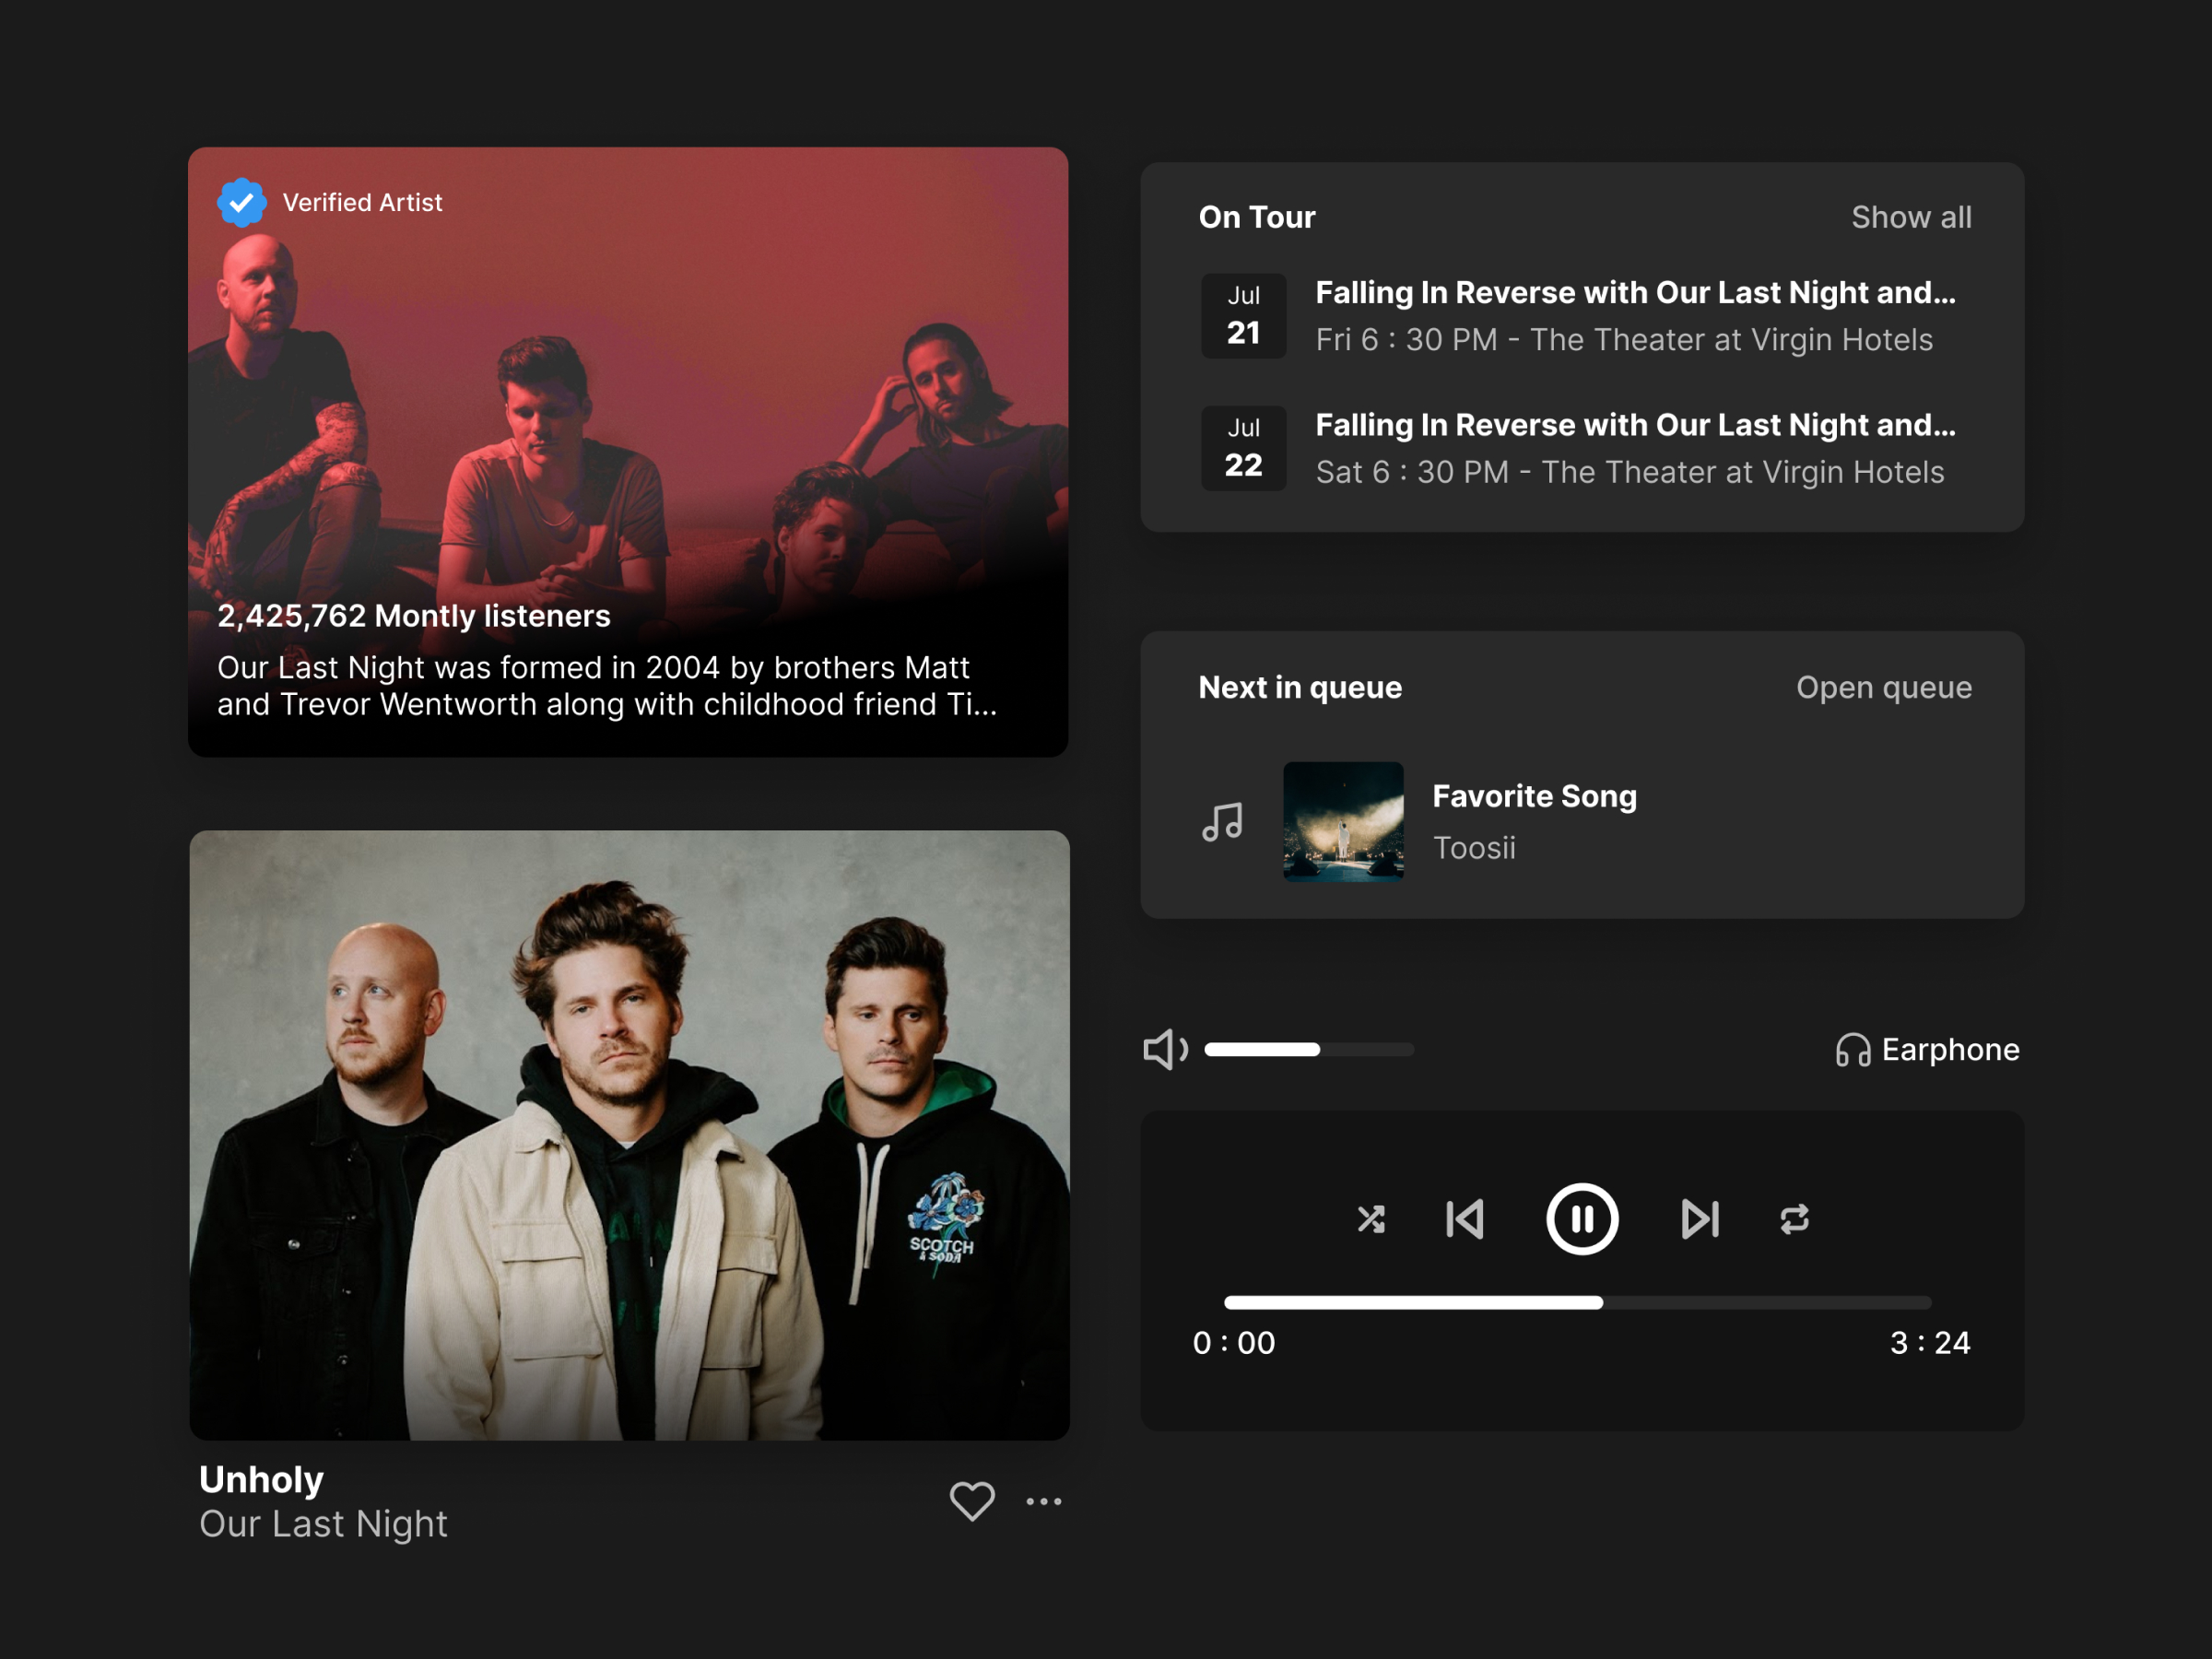 Verified Artist
2,425,762 Montly listeners
Our Last Night was formed in 2004 by brothers Matt
and Trevor Wentworth along with childhood friend Ti...
SCOTCH
& SODA
Unholy
Our Last Night
On Tour
Show all
Jul
21
Falling In Reverse with Our Last Night and...
Fri 6 : 30 PM - The Theater at Virgin Hotels
Jul
22
Falling In Reverse with Our Last Night and...
Sat 6 : 30 PM - The Theater at Virgin Hotels
Next in queue
Open queue
Favorite Song
Toosii
Earphone
0 : 00
3 : 24